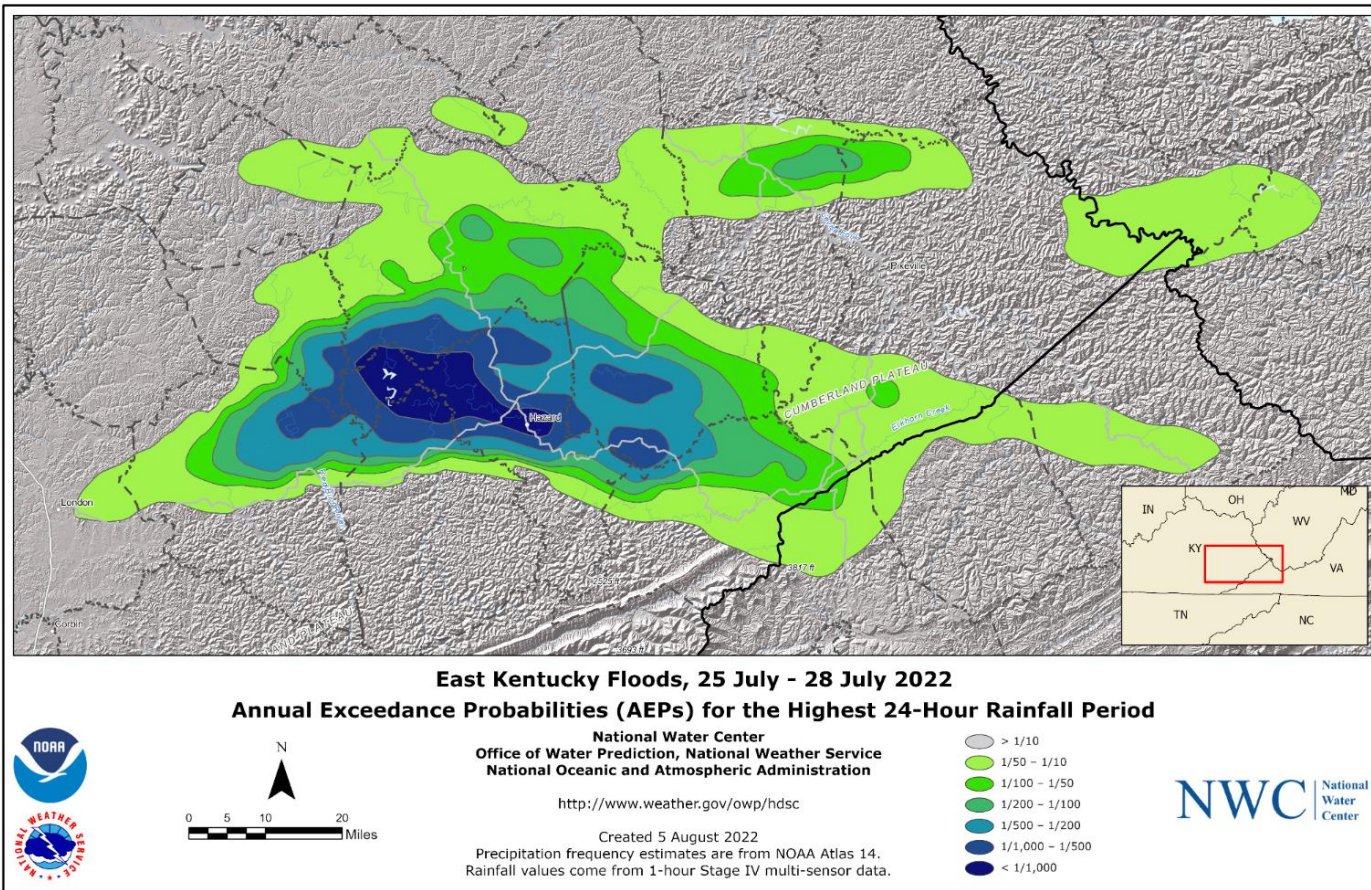 OH
MD
IN
WV
KY
VA
TN
NC
Pikeville
CUMBERLAND PLATEAU
Elkhorn Creek
Hazard
London
Corbin
3817 ft
3693 ft
East Kentucky Floods, 25 July - 28 July 2022
Annual Exceedance Probabilities (AEPs) for the Highest 24-Hour Rainfall Period
National Water Center
Office of Water Prediction, National Weather Service
National Oceanic and Atmospheric Administration
http://www.weather.gov/owp/hdsc
Created 5 August 2022
Precipitation frequency estimates are from NOAA Atlas 14.
Rainfall values come from 1-hour Stage IV multi-sensor data.
NOAA
NATIONAL WEATHER SERVICE
N
0 5 10 20
Miles
> 1/10
1/50 - 1/10
1/100 - 1/50
1/200 - 1/100
1/500 - 1/200
1/1,000 - 1/500
< 1/1,000
NWC
National
Water
Center